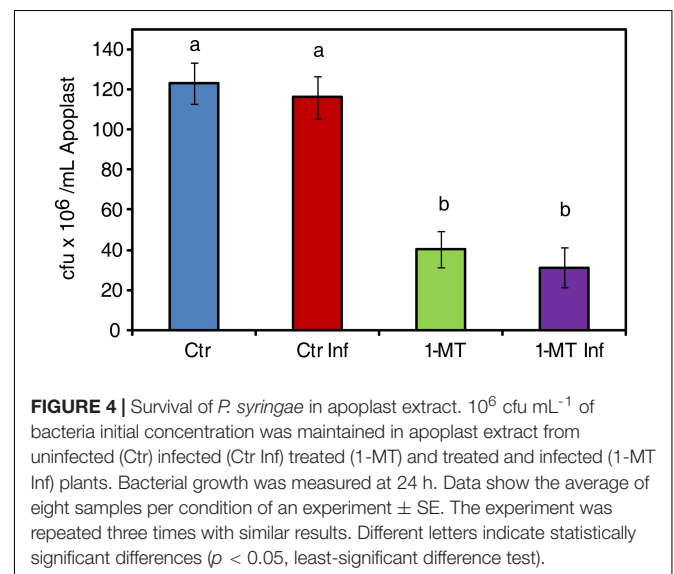 140
120
100
80
60
40
20
0
cfu x 10⁶ /mL Apoplast
a
a
b
b
Ctr
Ctr Inf
1-MT
1-MT Inf
FIGURE 4 | Survival of P. syringae in apoplast extract. 10⁶ cfu mL⁻¹ of
bacteria initial concentration was maintained in apoplast extract from
uninfected (Ctr) infected (Ctr Inf) treated (1-MT) and treated and infected (1-MT
Inf) plants. Bacterial growth was measured at 24 h. Data show the average of
eight samples per condition of an experiment ± SE. The experiment was
repeated three times with similar results. Different letters indicate statistically
significant differences (p < 0.05, least-significant difference test).